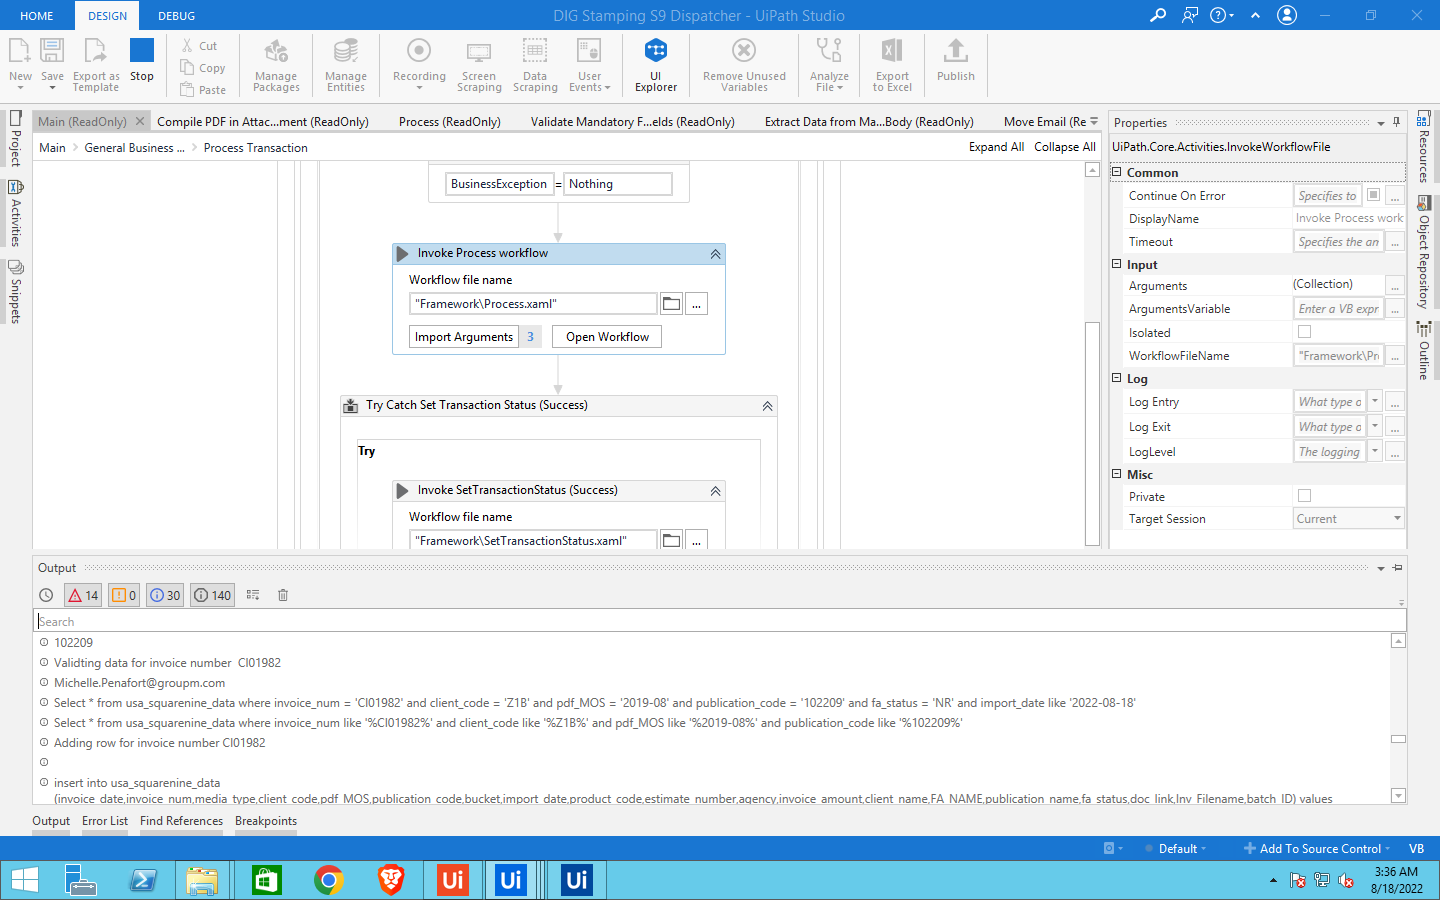 HOME DESIGN DEBUG DIG Stamping S9 Dispatcher - UiPath Studio
New Save Export as Template Stop Cut Copy Paste Manage Packages Manage Entities Recording Screen Scraping Data Scraping User Events UI Explorer Remove Unused Variables Analyze File Export to Excel Publish
Main (ReadOnly) Compile PDF in Attac...ment (ReadOnly) Process (ReadOnly) Validate Mandatory F...elds (ReadOnly) Extract Data from Ma...Body (ReadOnly) Move Email (Re
Main General Business ... Process Transaction Expand All Collapse All
Project
Activities
Snippets
BusinessException = Nothing
Invoke Process workflow
Workflow file name
"Framework\Process.xaml" ...
Import Arguments 3 Open Workflow
Try Catch Set Transaction Status (Success)
Try
Invoke SetTransactionStatus (Success)
Workflow file name
"Framework\SetTransactionStatus.xaml" ...
Properties
UiPath.Core.Activities.InvokeWorkflowFile
Common
Continue On Error Specifies to ...
DisplayName Invoke Process work
Timeout Specifies the an ...
Input
Arguments (Collection) ...
ArgumentsVariable Enter a VB expr ...
Isolated
WorkflowFileName "Framework\Pr ...
Log
Log Entry What type o ...
Log Exit What type o ...
LogLevel The logging ...
Misc
Private
Target Session Current
Resources
Object Repository
Outline
Output
14 0 30 140
Search
102209
Validting data for invoice number CI01982
Michelle.Penafort@groupm.com
Select * from usa_squarenine_data where invoice_num = 'CI01982' and client_code = 'Z1B' and pdf_MOS = '2019-08' and publication_code = '102209' and fa_status = 'NR' and import_date like '2022-08-18'
Select * from usa_squarenine_data where invoice_num like '%CI01982%' and client_code like '%Z1B%' and pdf_MOS like '%2019-08%' and publication_code like '%102209%'
Adding row for invoice number CI01982
insert into usa_squarenine_data
(invoice_date,invoice_num,media_type,client_code,pdf_MOS,publication_code,bucket,import_date,product_code,estimate_number,agency,invoice_amount,client_name,FA_NAME,publication_name,fa_status,doc_link,Inv_Filename,batch_ID) values
Output Error List Find References Breakpoints
Default Add To Source Control VB
Ui Ui Ui
3:36 AM
8/18/2022